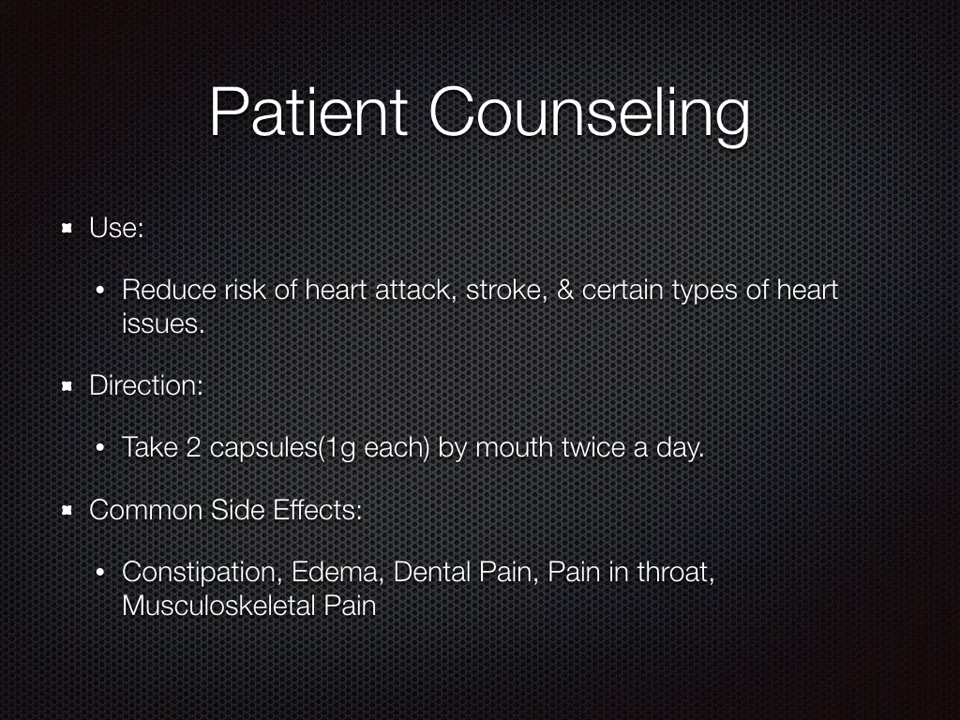 Patient Counseling
Use:
Reduce risk of heart attack, stroke, & certain types of heart
issues.
Direction:
Take 2 capsules(1g each) by mouth twice a day.
Common Side Effects:
Constipation, Edema, Dental Pain, Pain in throat,
Musculoskeletal Pain